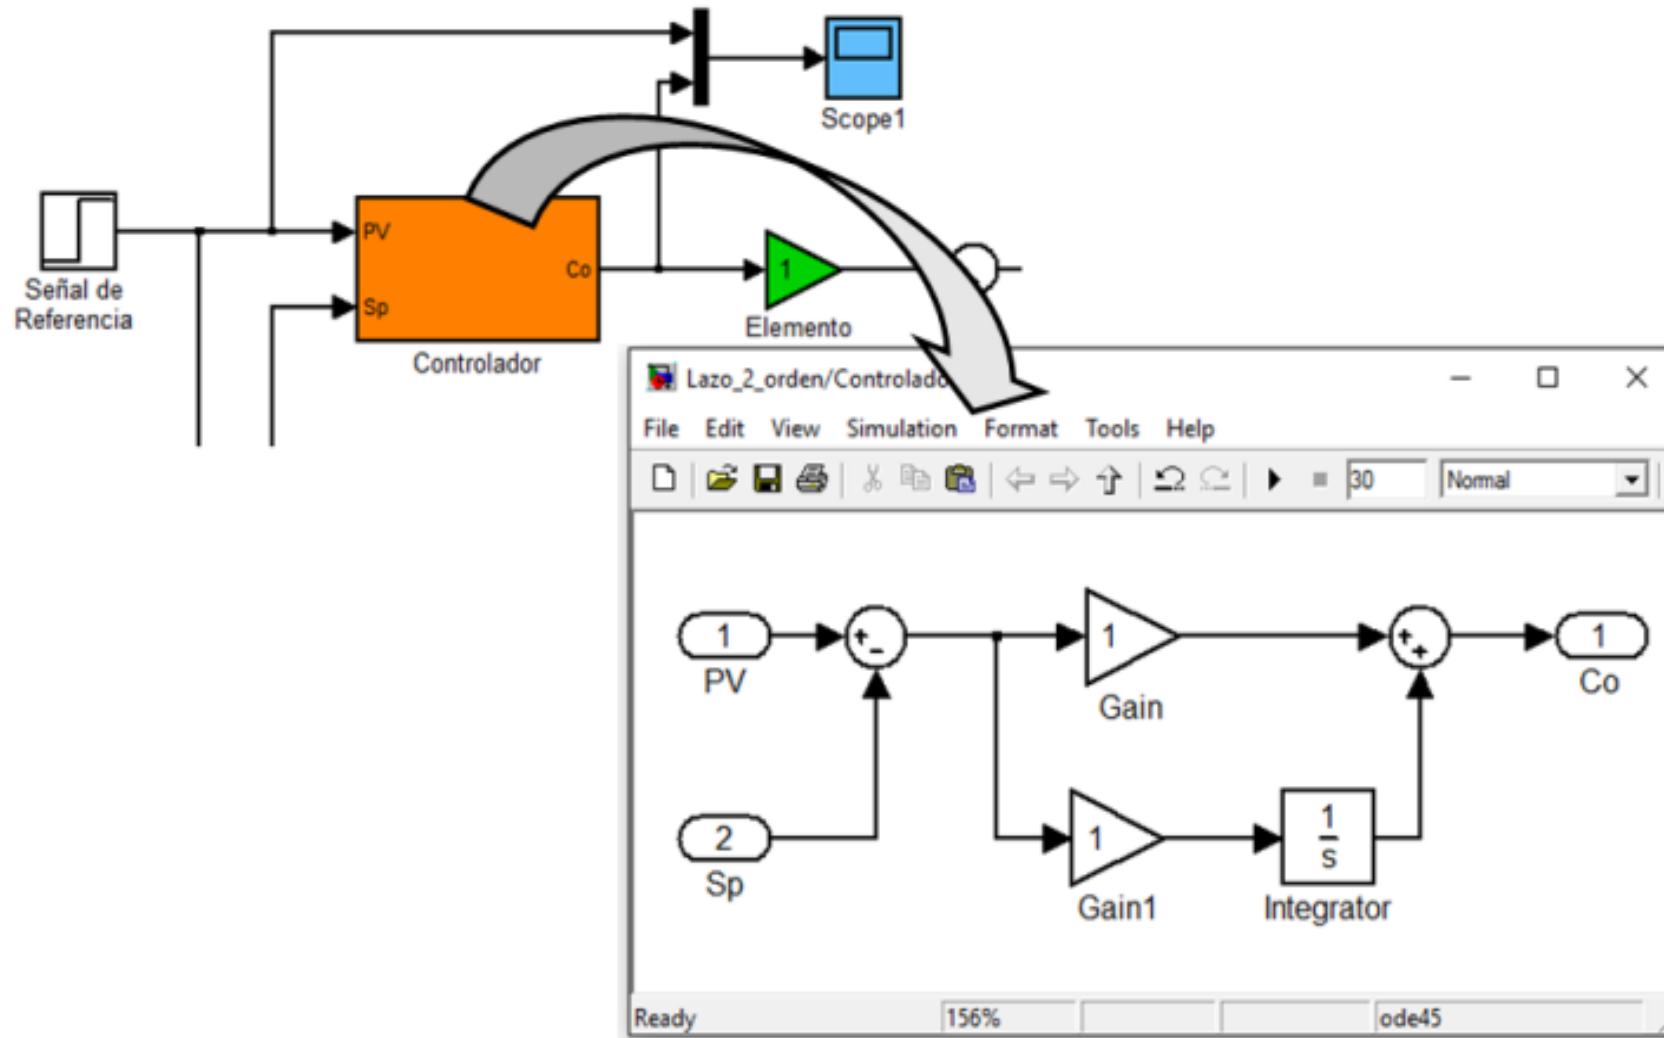 Scope1
Señal de
Referencia
PV
Sp
Co
Controlador
1
Elemento
Lazo_2_orden/Controlado
File Edit View Simulation Format Tools Help
30 Normal
1
PV
+
-
1
Gain
+
+
1
Co
2
Sp
1
Gain1
1
s
Integrator
Ready 156% ode45